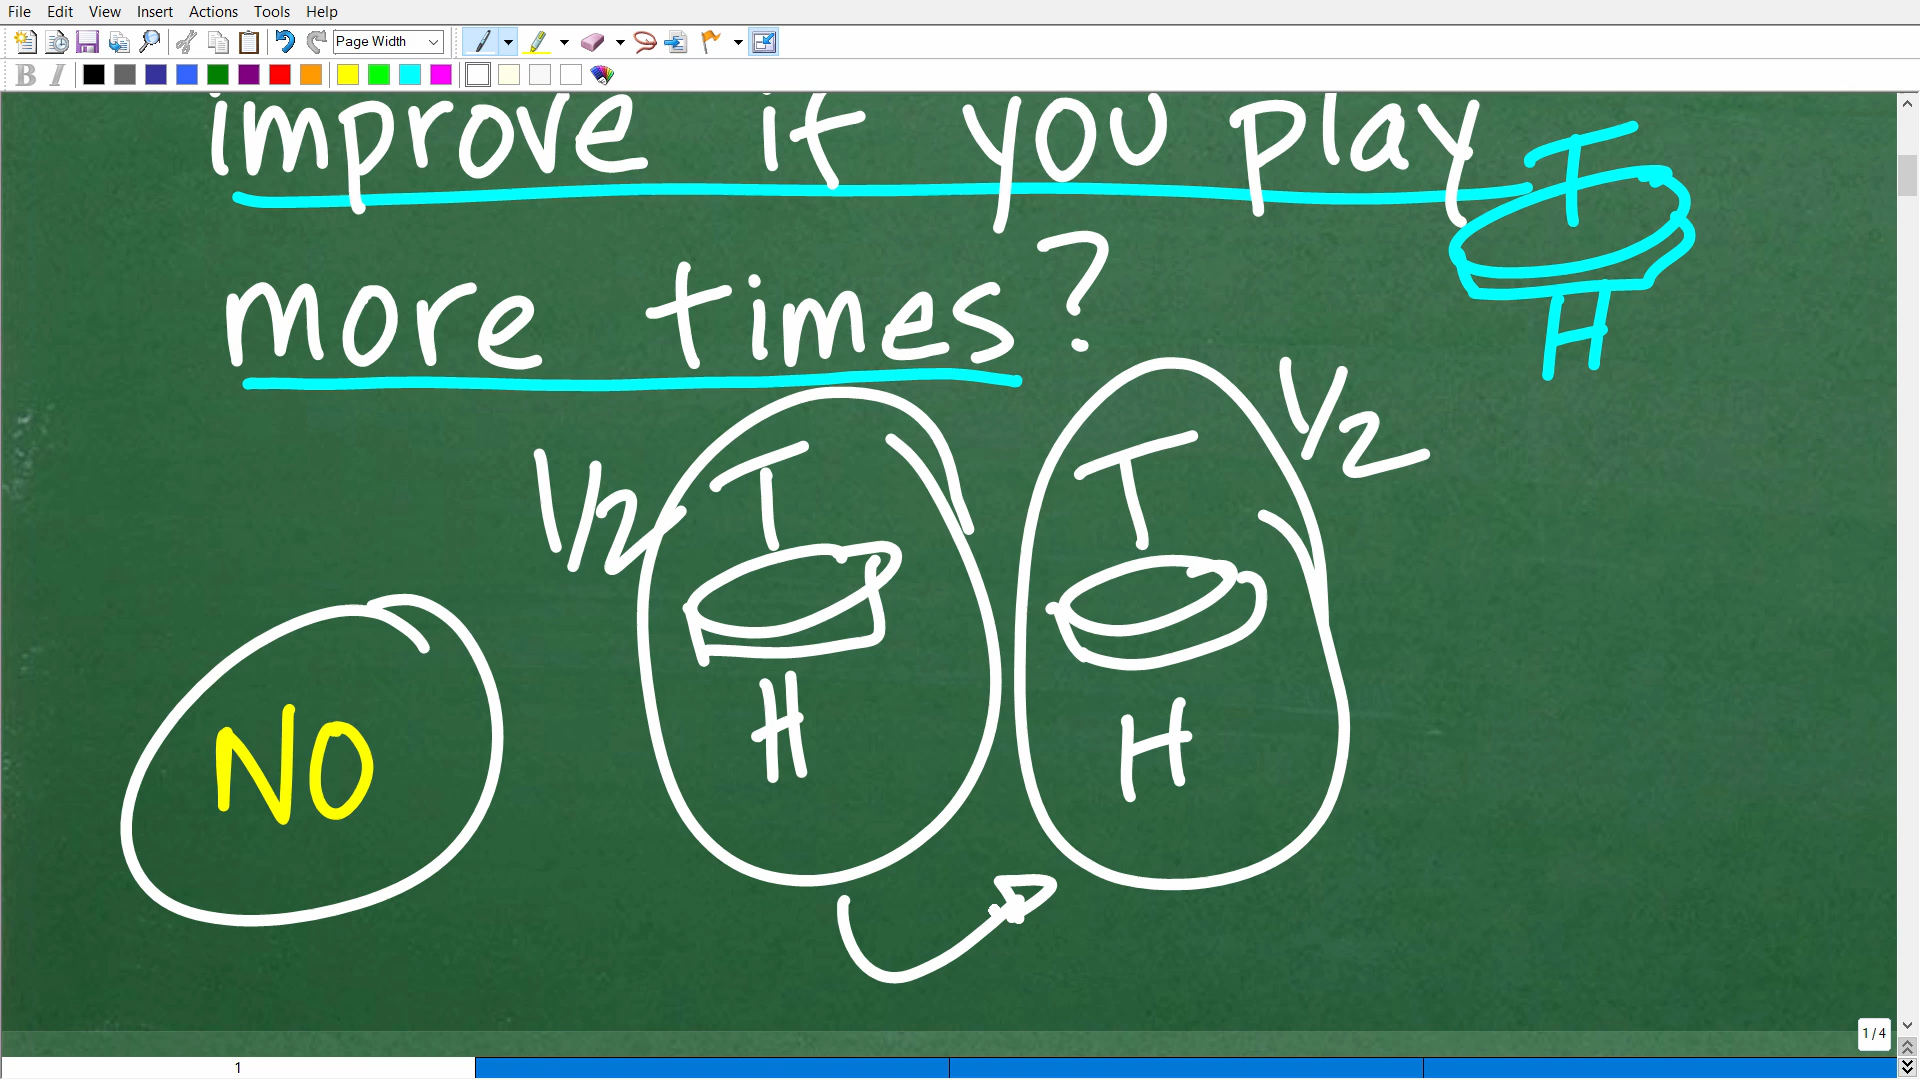 File Edit View Insert Actions Tools Help
Page Width
B I
improve if you play
more times?
T
H
1/2 T
H
T 1/2
H
NO
1 / 4
1